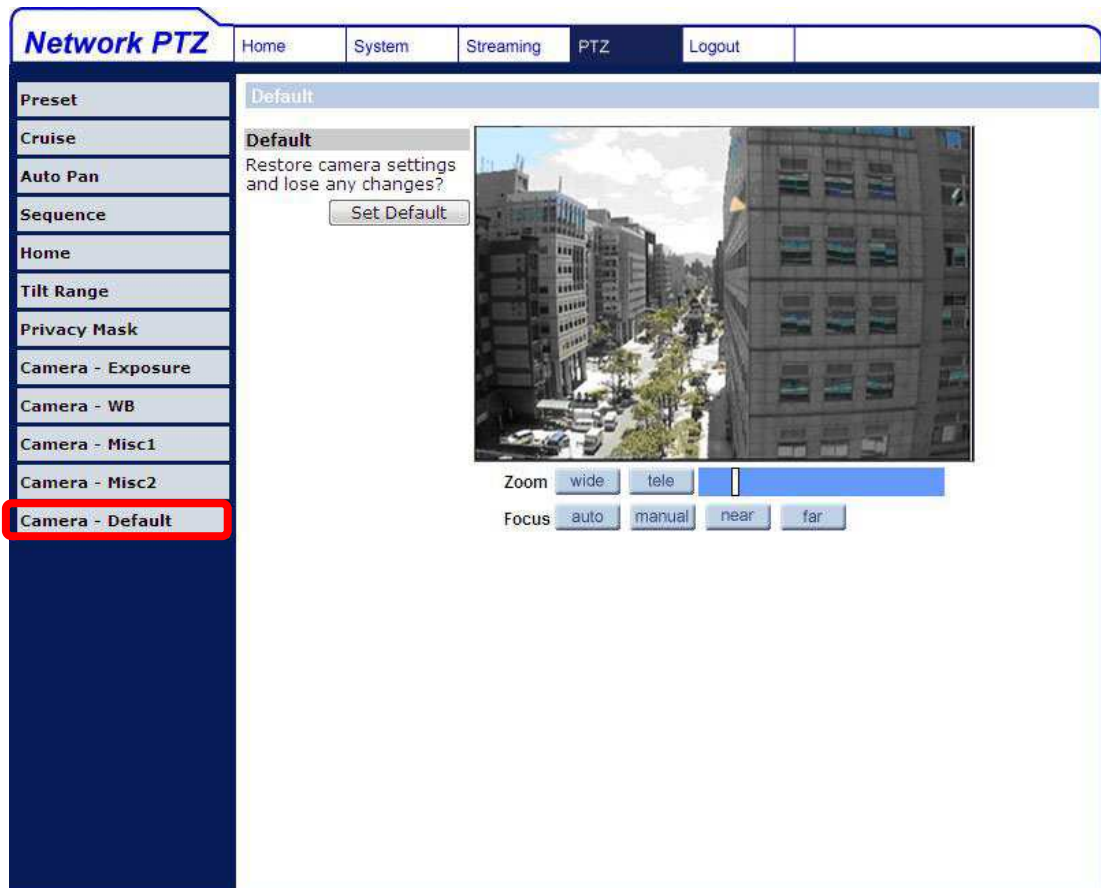 Network PTZ
Home System Streaming PTZ Logout
Preset
Cruise
Auto Pan
Sequence
Home
Tilt Range
Privacy Mask
Camera - Exposure
Camera - WB
Camera - Misc1
Camera - Misc2
Camera - Default
Default
Default
Restore camera settings
and lose any changes?
Set Default
Zoom wide tele
Focus auto manual near far